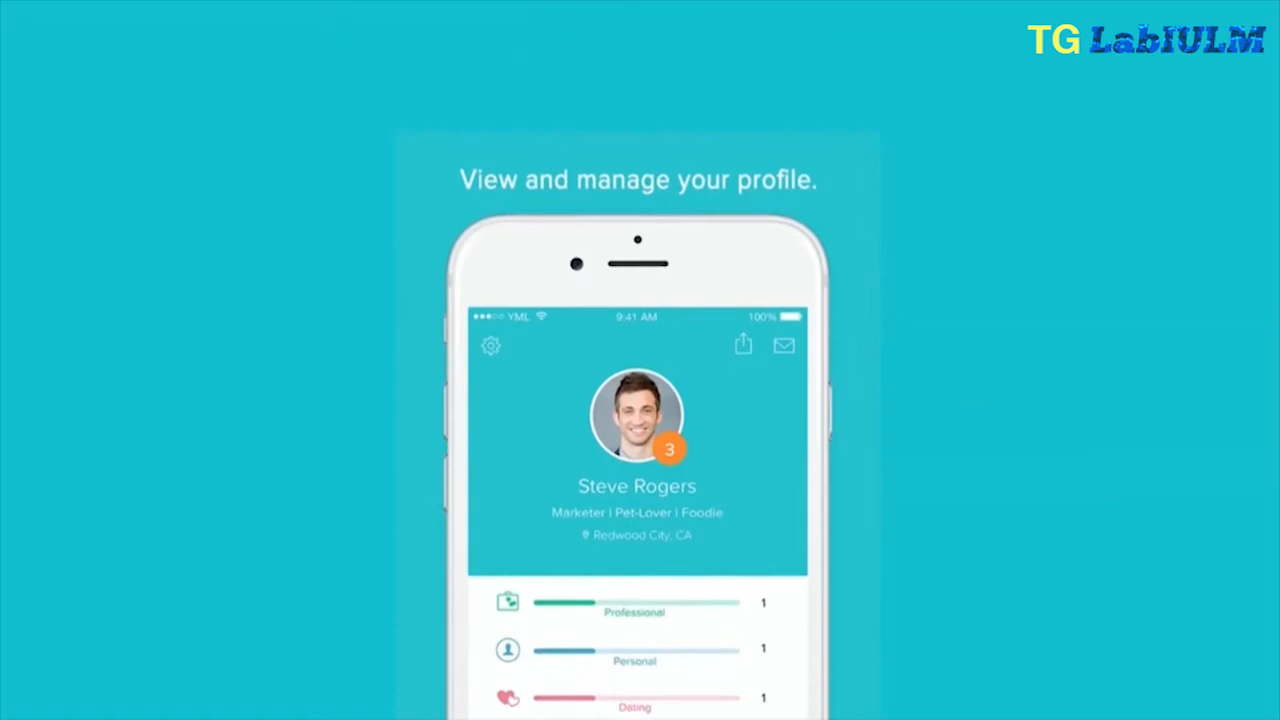 TG LabIULM
View and manage your profile.
YML 9:41 AM 100%
3
Steve Rogers
Marketer | Pet-Lover | Foodie
Redwood City, CA
1
Professional
1
Personal
1
Dating